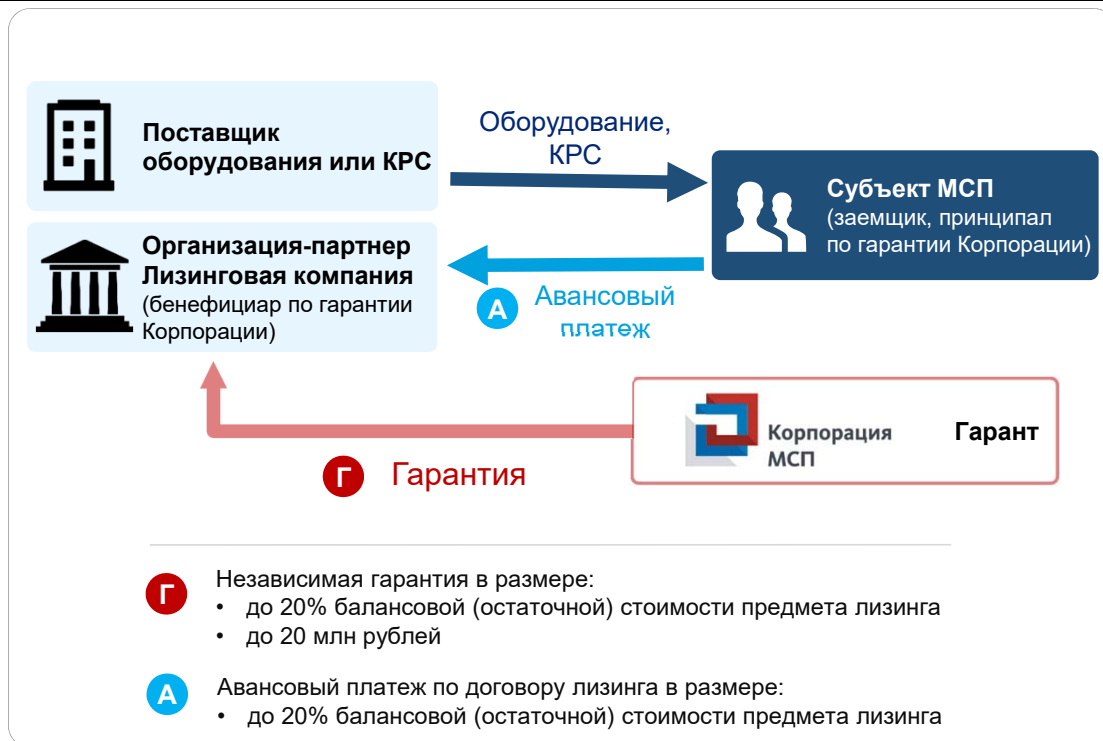 Поставщик
оборудования или КРС
Оборудование,
КРС
Субъект МСП
(заемщик, принципал
по гарантии Корпорации)
Организация-партнер
Лизинговая компания
(бенефициар по гарантии
Корпорации)
А Авансовый
платеж
Корпорация
МСП
Гарант
Г Гарантия
Г Независимая гарантия в размере:
• до 20% балансовой (остаточной) стоимости предмета лизинга
• до 20 млн рублей
А Авансовый платеж по договору лизинга в размере:
• до 20% балансовой (остаточной) стоимости предмета лизинга